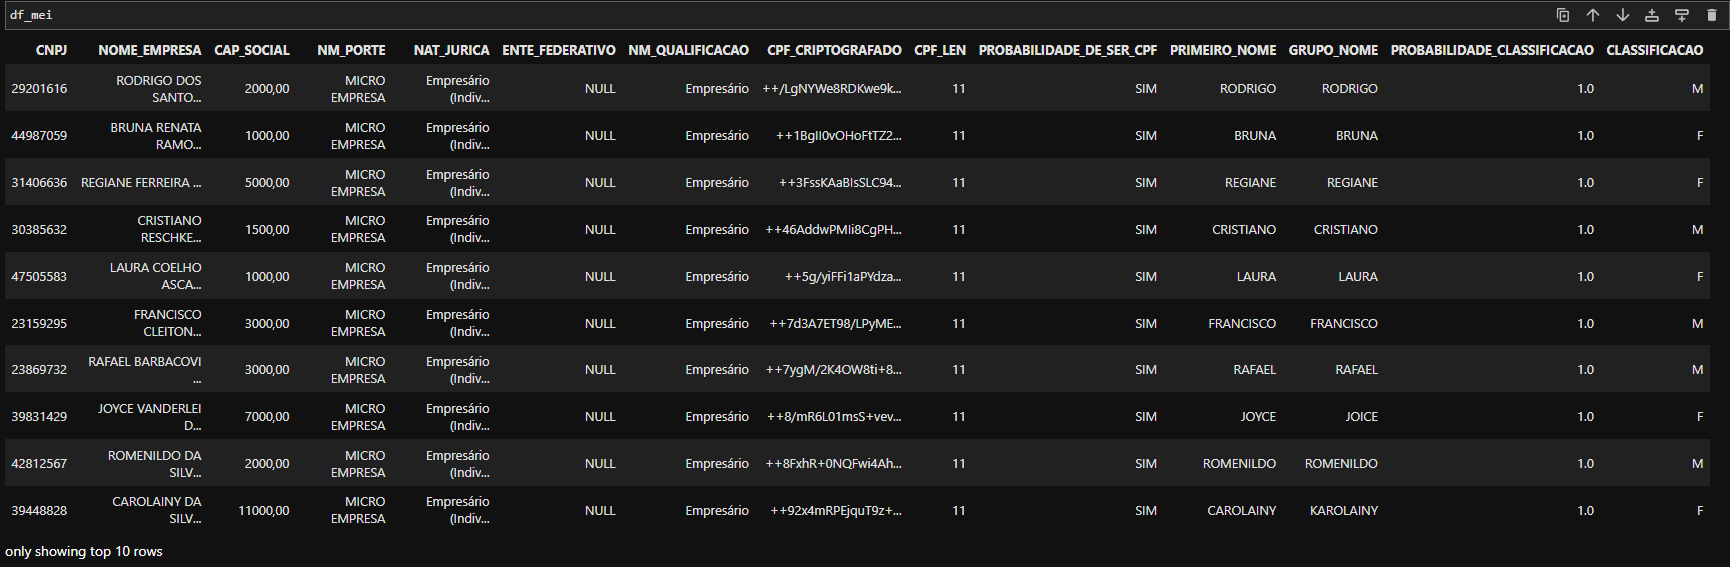 df_mei
CNPJ NOME_EMPRESA CAP_SOCIAL NM_PORTE NAT_JURICA ENTE_FEDERATIVO NM_QUALIFICACAO CPF_CRIPTOGRAFADO CPF_LEN PROBABILIDADE_DE_SER_CPF PRIMEIRO_NOME GRUPO_NOME PROBABILIDADE_CLASSIFICACAO CLASSIFICACAO
29201616 RODRIGO DOS SANTO... 2000,00 MICRO EMPRESA Empresário (Indiv... NULL Empresário ++/LgNYWe8RDKwe9k... 11 SIM RODRIGO RODRIGO 1.0 M
44987059 BRUNA RENATA RAMO... 1000,00 MICRO EMPRESA Empresário (Indiv... NULL Empresário ++1BgII0vOHoFtTZ2... 11 SIM BRUNA BRUNA 1.0 F
31406636 REGIANE FERREIRA ... 5000,00 MICRO EMPRESA Empresário (Indiv... NULL Empresário ++3FssKAaBIsSLC94... 11 SIM REGIANE REGIANE 1.0 F
30385632 CRISTIANO RESCHKE... 1500,00 MICRO EMPRESA Empresário (Indiv... NULL Empresário ++46AddwPMIi8CgPH... 11 SIM CRISTIANO CRISTIANO 1.0 M
47505583 LAURA COELHO ASCA... 1000,00 MICRO EMPRESA Empresário (Indiv... NULL Empresário ++5g/yiFFi1aPYdza... 11 SIM LAURA LAURA 1.0 F
23159295 FRANCISCO CLEITON... 3000,00 MICRO EMPRESA Empresário (Indiv... NULL Empresário ++7d3A7ET98/LPyME... 11 SIM FRANCISCO FRANCISCO 1.0 M
23869732 RAFAEL BARBACOVI ... 3000,00 MICRO EMPRESA Empresário (Indiv... NULL Empresário ++7ygM/2K4OW8ti+8... 11 SIM RAFAEL RAFAEL 1.0 M
39831429 JOYCE VANDERLEI D... 7000,00 MICRO EMPRESA Empresário (Indiv... NULL Empresário ++8/mR6L01msS+vev... 11 SIM JOYCE JOICE 1.0 F
42812567 ROMENILDO DA SILV... 2000,00 MICRO EMPRESA Empresário (Indiv... NULL Empresário ++8FxhR+0NQFwi4Ah... 11 SIM ROMENILDO ROMENILDO 1.0 M
39448828 CAROLAINY DA SILV... 11000,00 MICRO EMPRESA Empresário (Indiv... NULL Empresário ++92x4mRPEjquT9z+... 11 SIM CAROLAINY KAROLAINY 1.0 F
only showing top 10 rows